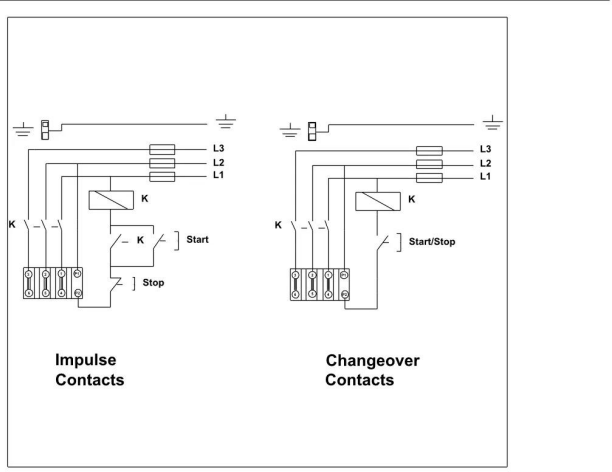 L3
L2
L1
K
K
K
Start
Stop
Impulse
Contacts
L3
L2
L1
K
K
Start/Stop
Changeover
Contacts